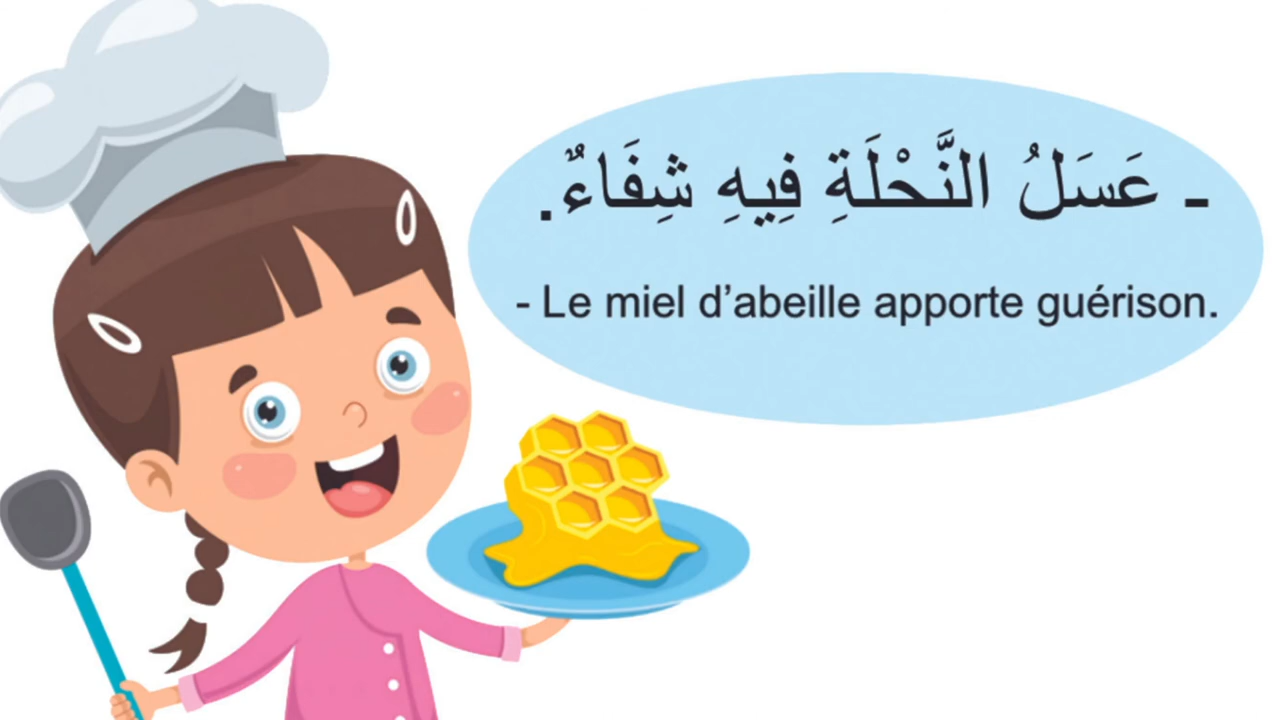 - عَسَلُ النَّحْلَةِ فِيهِ شِفَاءٌ.
- Le miel d’abeille apporte guérison.